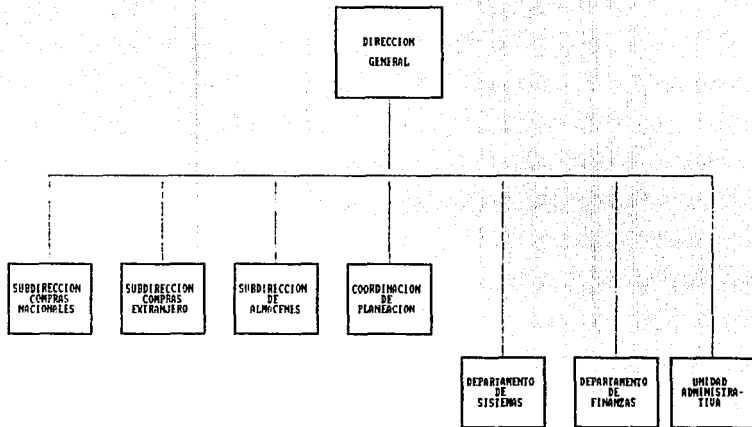 DIRECCION
GENERAL
SUBDIRECCION
COMPRAS
NACIONALES
SUBDIRECCION
COMPRAS
EXTRANJERO
SUBDIRECCION
DE
ALMACENES
COORDINACION
DE
PLANEACION
DEPARTAMENTO
DE
SISTEMAS
DEPARTAMENTO
DE
FINANZAS
UNIDAD
ADMINISTRA-
TIVA